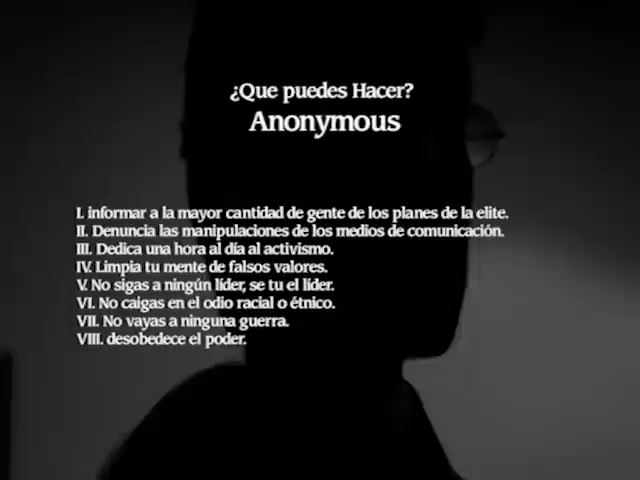 ¿Que puedes Hacer?
Anonymous
I. informar a la mayor cantidad de gente de los planes de la elite.
II. Denuncia las manipulaciones de los medios de comunicación.
III. Dedica una hora al día al activismo.
IV. Limpia tu mente de falsos valores.
V. No sigas a ningún líder, se tu el líder.
VI. No caigas en el odio racial o étnico.
VII. No vayas a ninguna guerra.
VIII. desobedece el poder.